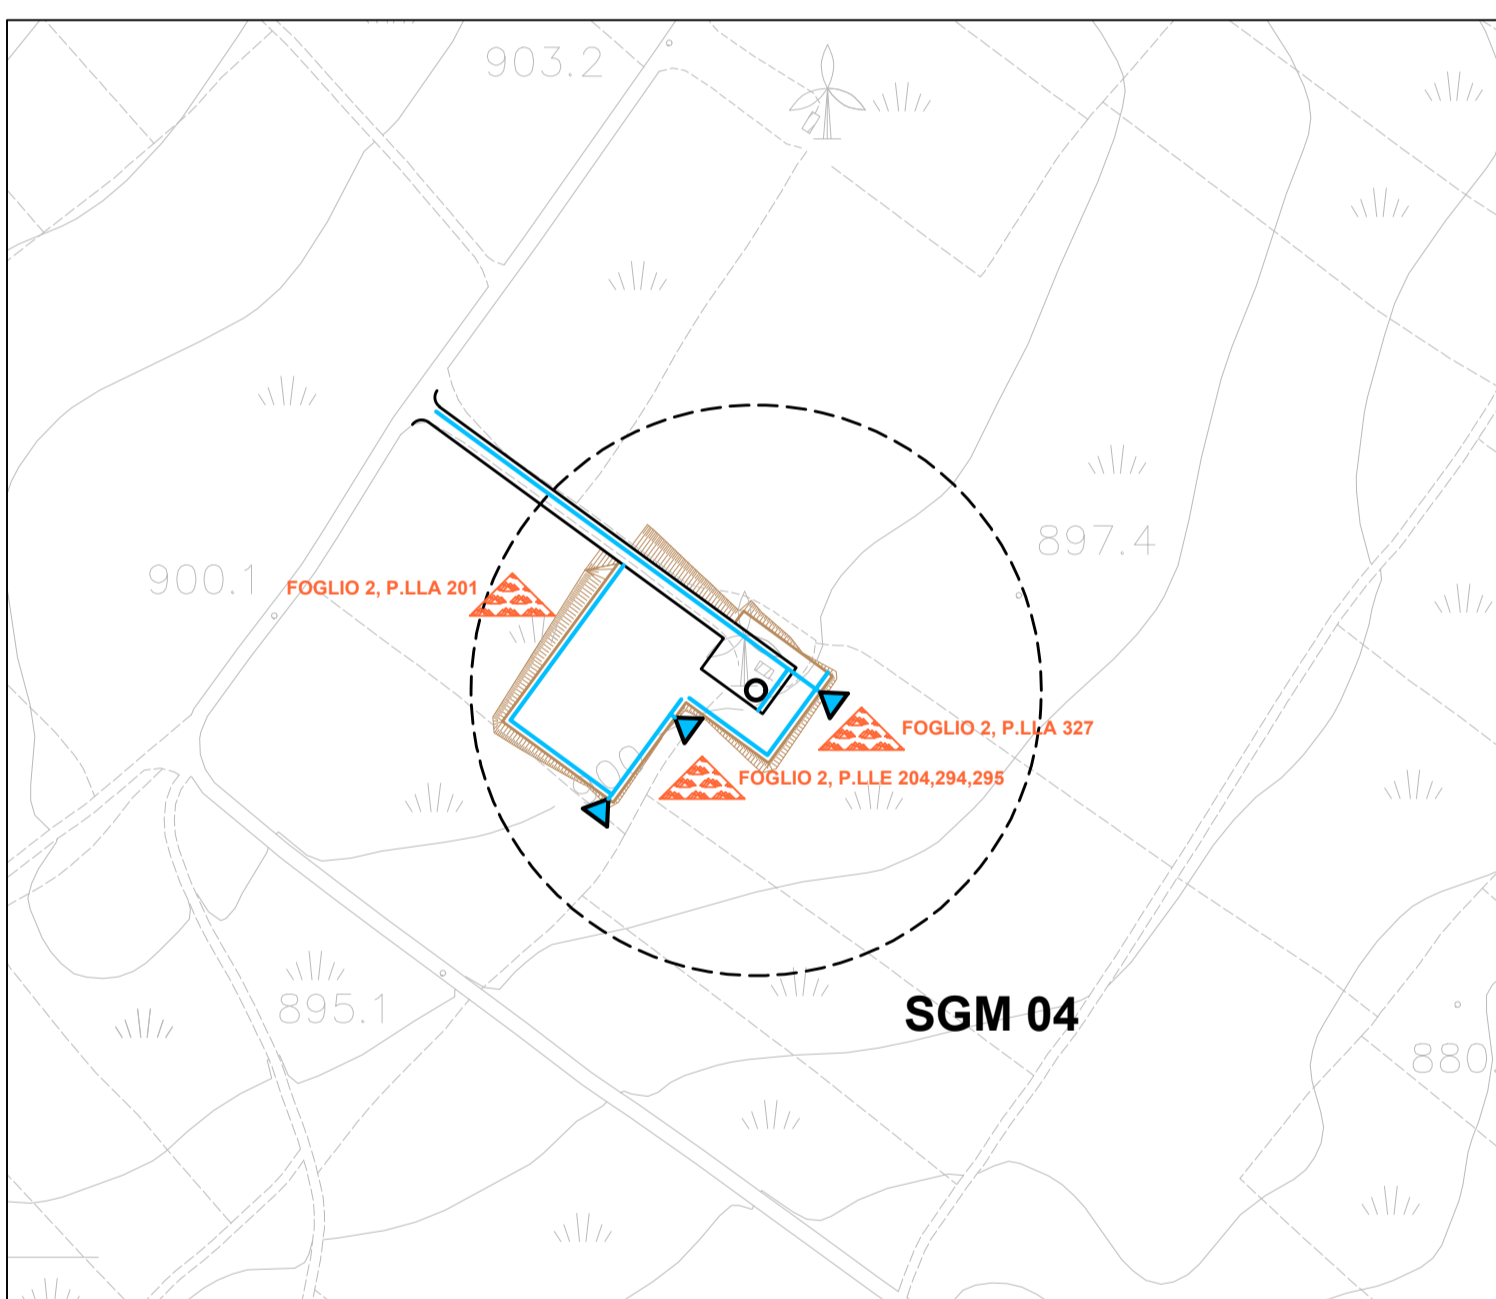 903.2
897.4
900.1
FOGLIO 2, P.LLA 201
FOGLIO 2, P.LLA 327
FOGLIO 2, P.LLE 204,294,295
895.1
SGM 04
880.